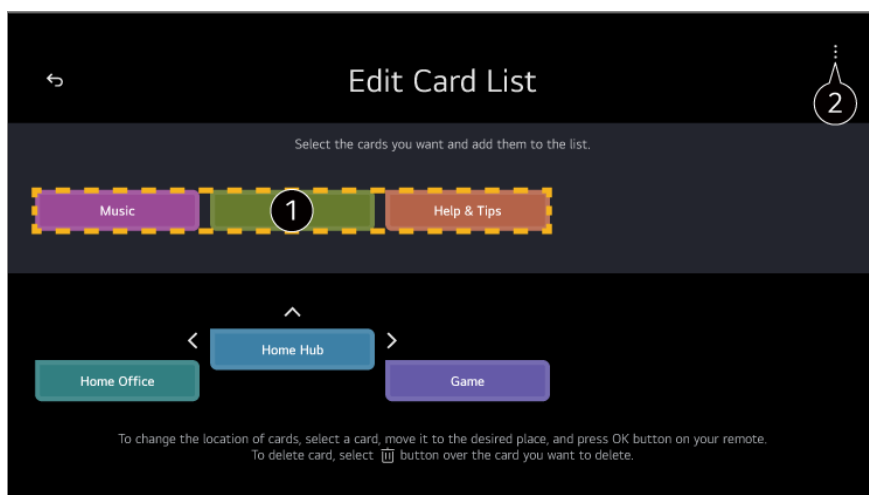 Edit Card List
2
Select the cards you want and add them to the list.
Music
1
Help & Tips
Home Hub
Home Office
Game
To change the location of cards, select a card, move it to the desired place, and press OK button on your remote.
To delete card, select button over the card you want to delete.